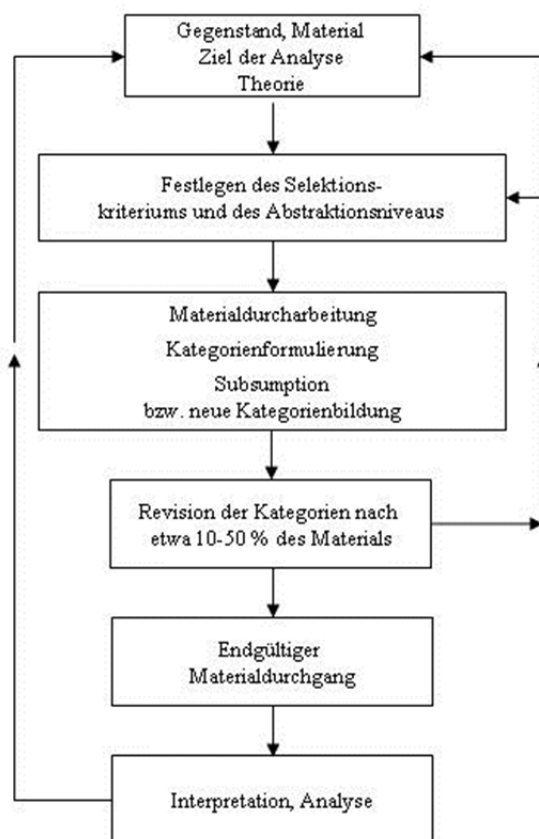 Gegenstand, Material
Ziel der Analyse
Theorie
Festlegen des Selektions-
kriteriums und des Abstraktionsniveaus
Materialdurcharbeitung
Kategorienformulierung
Subsumption
bzw. neue Kategorienbildung
Revision der Kategorien nach
etwa 10-50 % des Materials
Endgültiger
Materialdurchgang
Interpretation, Analyse